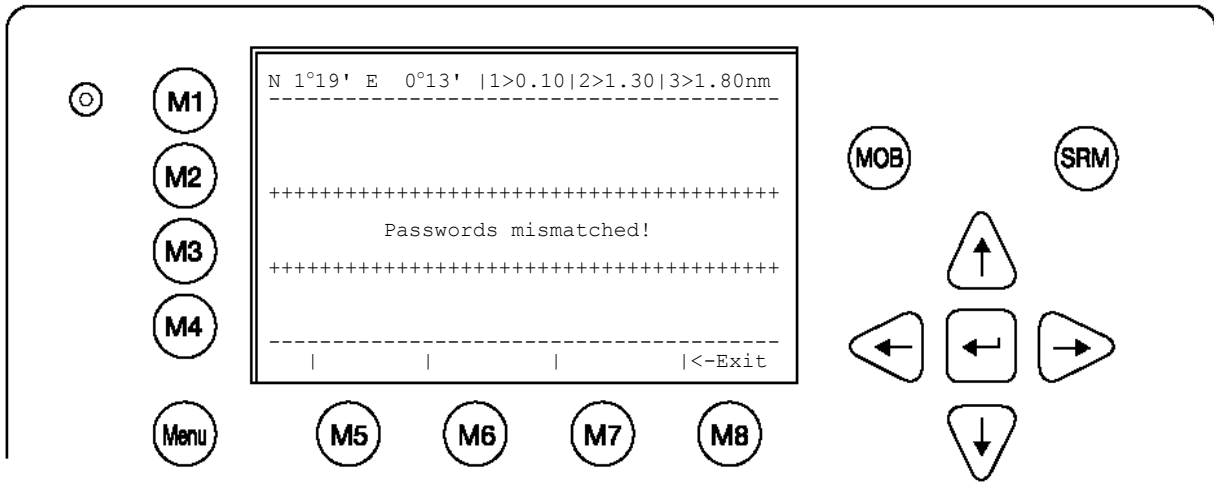 N 1°19' E 0°13' |1>0.10|2>1.30|3>1.80nm
----------------------------------------
M1
MOB
SRM
M2
++++++++++++++++++++++++++++++++++++++++
Passwords mismatched!
M3
++++++++++++++++++++++++++++++++++++++++
M4
----------------------------------------
| | | |<-Exit
Menu
M5
M6
M7
M8